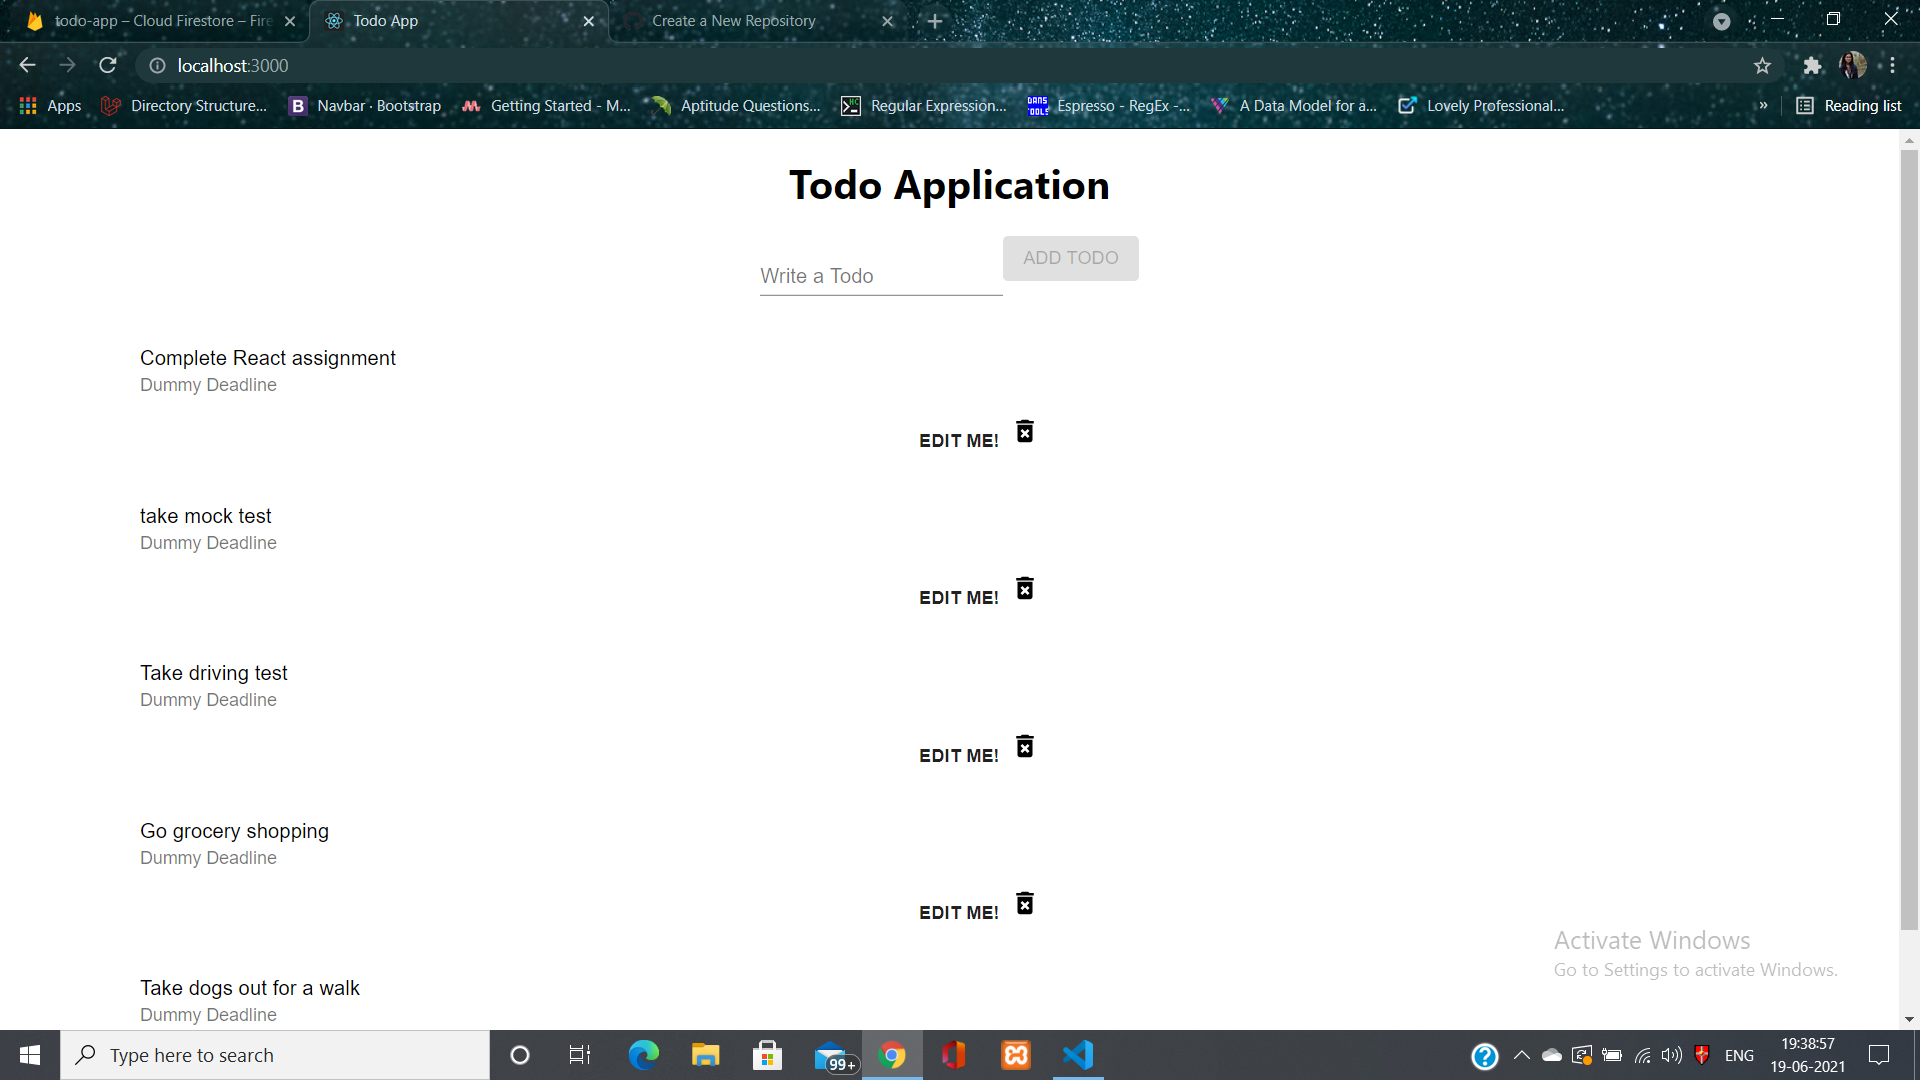 todo-app – Cloud Firestore – Fire
Todo App
Create a New Repository
localhost:3000
Apps
Directory Structure...
Navbar · Bootstrap
Getting Started - M...
Aptitude Questions...
Regular Expression...
Espresso - RegEx -...
A Data Model for a...
Lovely Professional...
»
Reading list
Todo Application
Write a Todo
ADD TODO
Complete React assignment
Dummy Deadline
EDIT ME!
take mock test
Dummy Deadline
EDIT ME!
Take driving test
Dummy Deadline
EDIT ME!
Go grocery shopping
Dummy Deadline
EDIT ME!
Take dogs out for a walk
Dummy Deadline
Activate Windows
Go to Settings to activate Windows.
Type here to search
99+
ENG
19:38:57
19-06-2021